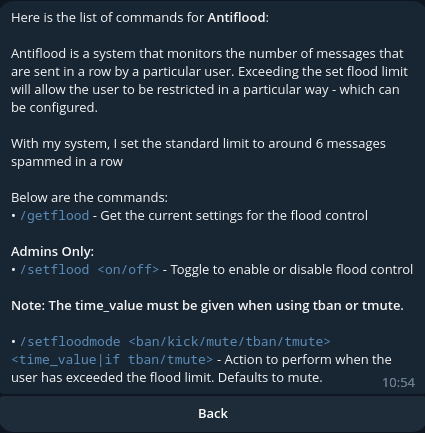 Here is the list of commands for Antiflood:
Antiflood is a system that monitors the number of messages that
are sent in a row by a particular user. Exceeding the set flood limit
will allow the user to be restricted in a particular way - which can
be configured.
With my system, I set the standard limit to around 6 messages
spammed in a row
Below are the commands:
• /getflood - Get the current settings for the flood control
Admins Only:
• /setflood <on/off> - Toggle to enable or disable flood control
Note: The time_value must be given when using tban or tmute.
• /setfloodmode <ban/kick/mute/tban/tmute>
<time_value|if tban/tmute> - Action to perform when the
user has exceeded the flood limit. Defaults to mute.
10:54
Back